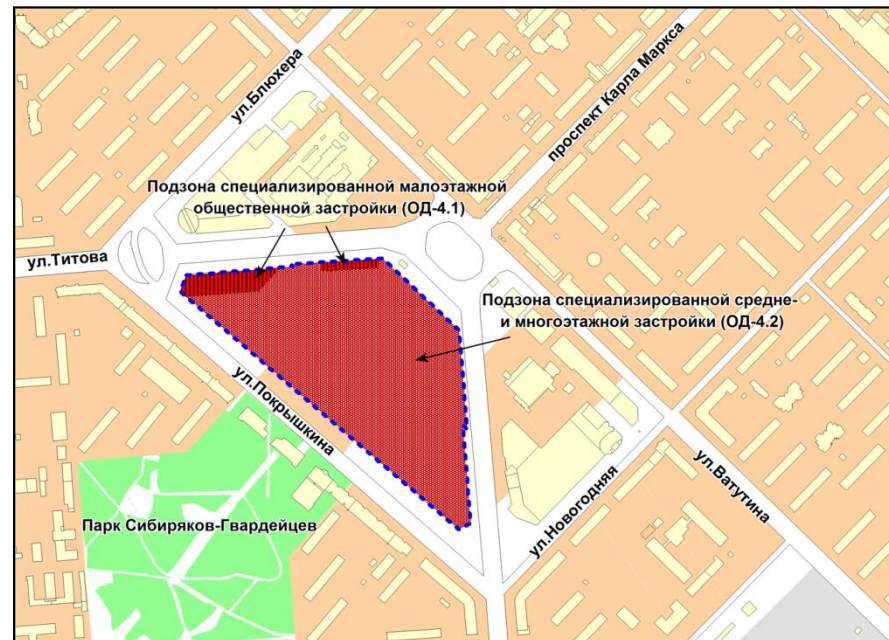 ул.Блюхера
проспект Карла Маркса
Подзона специализированной малоэтажной
общественной застройки (ОД-4.1)
ул.Титова
Подзона специализированной средне-
и многоэтажной застройки (ОД-4.2)
ул.Покрышкина
ул.Ватутина
ул.Новогодняя
Парк Сибиряков-Гвардейцев